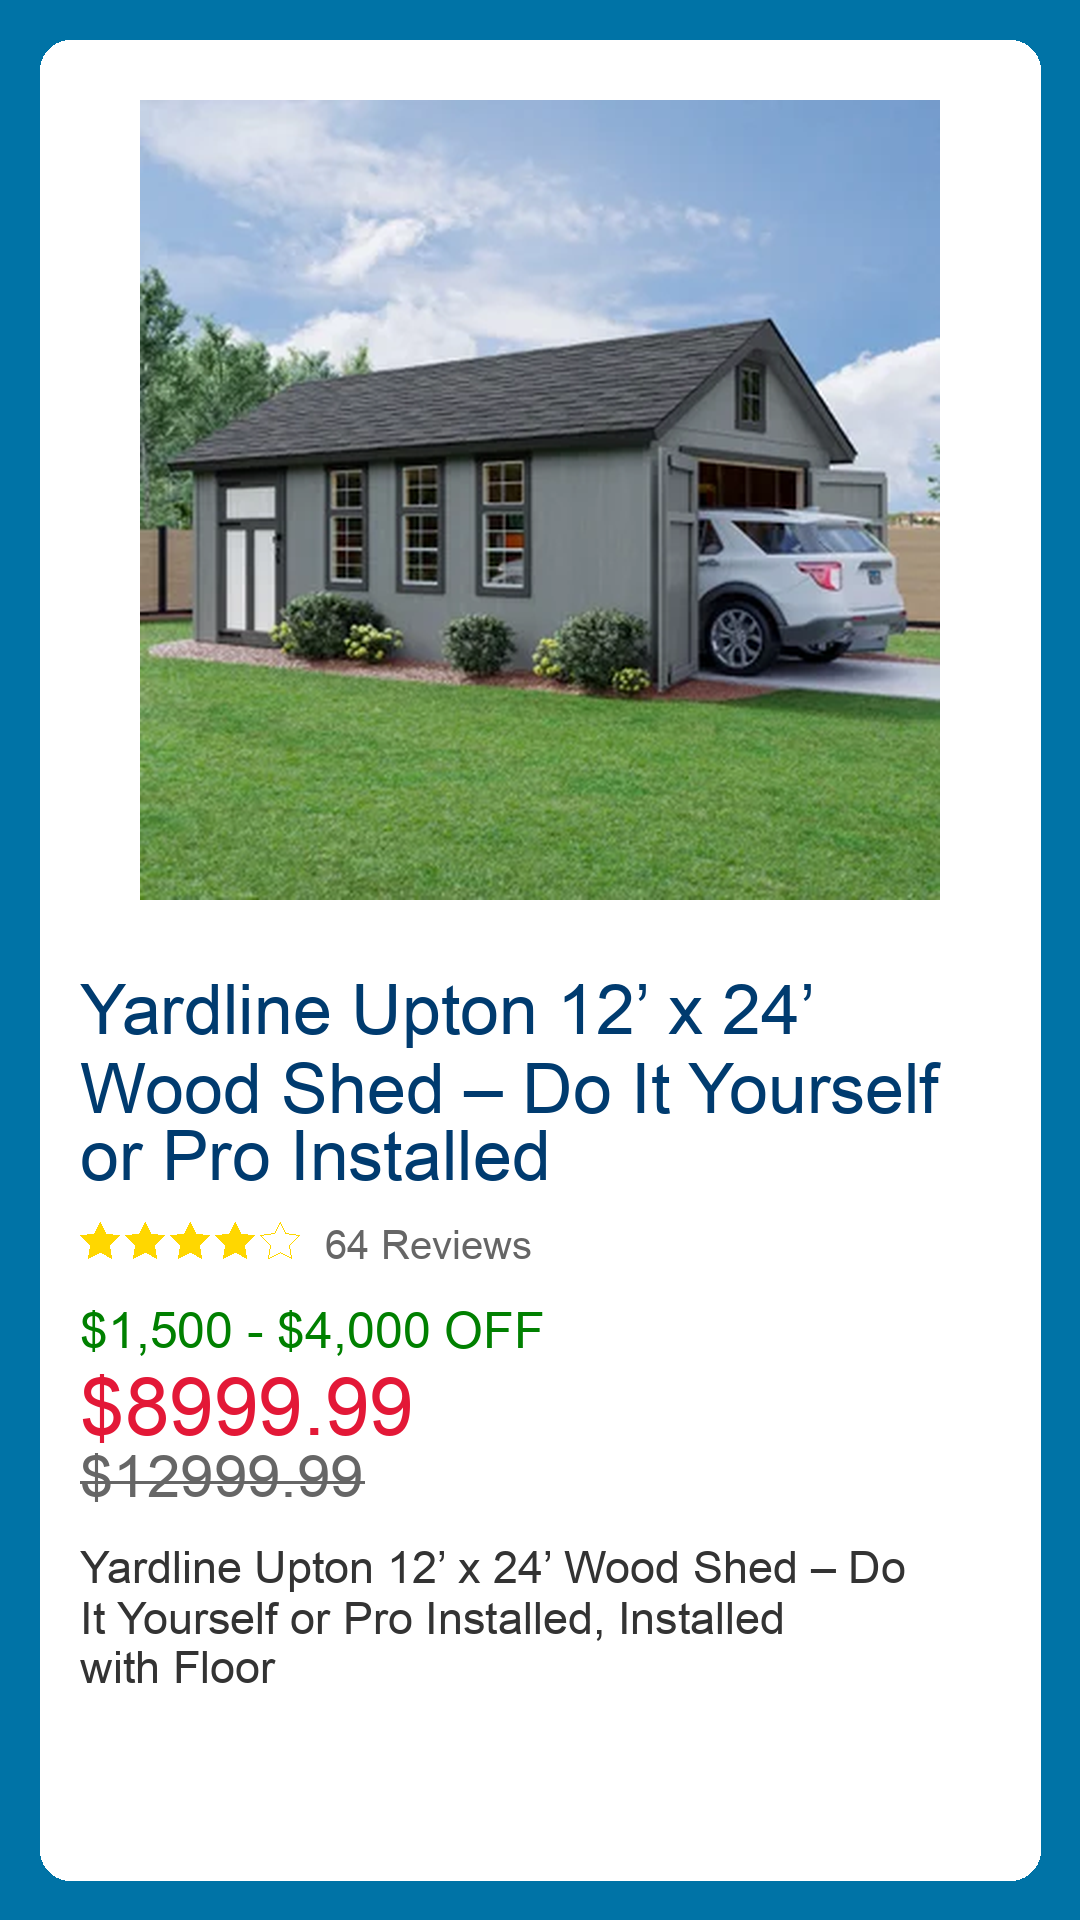 Yardline Upton 12’ x 24’
Wood Shed – Do It Yourself
or Pro Installed
64 Reviews
$1,500 - $4,000 OFF
$8999.99
$12999.99
Yardline Upton 12’ x 24’ Wood Shed – Do
It Yourself or Pro Installed, Installed
with Floor